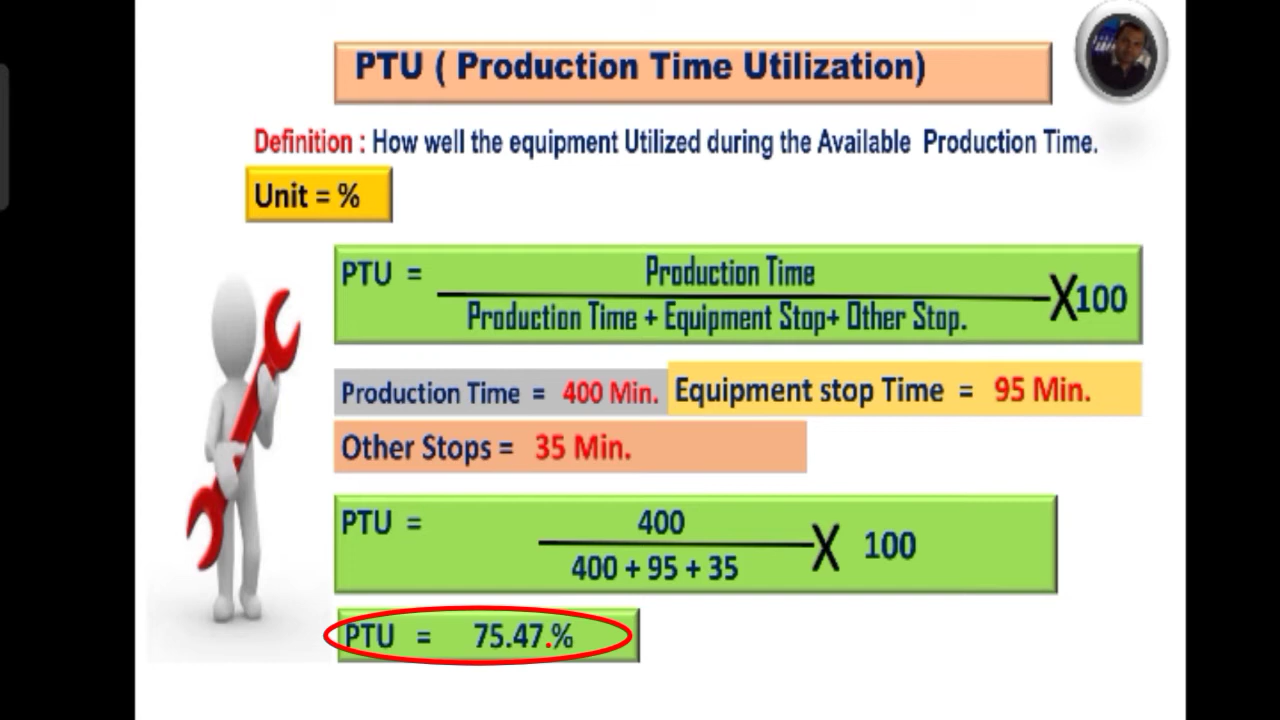 PTU ( Production Time Utilization)
Definition : How well the equipment Utilized during the Available Production Time.
Unit = %
PTU = Production Time X100
Production Time + Equipment Stop+ Other Stop.
Production Time = 400 Min. Equipment stop Time = 95 Min.
Other Stops = 35 Min.
PTU = 400 X 100
400 + 95 + 35
PTU = 75.47.%